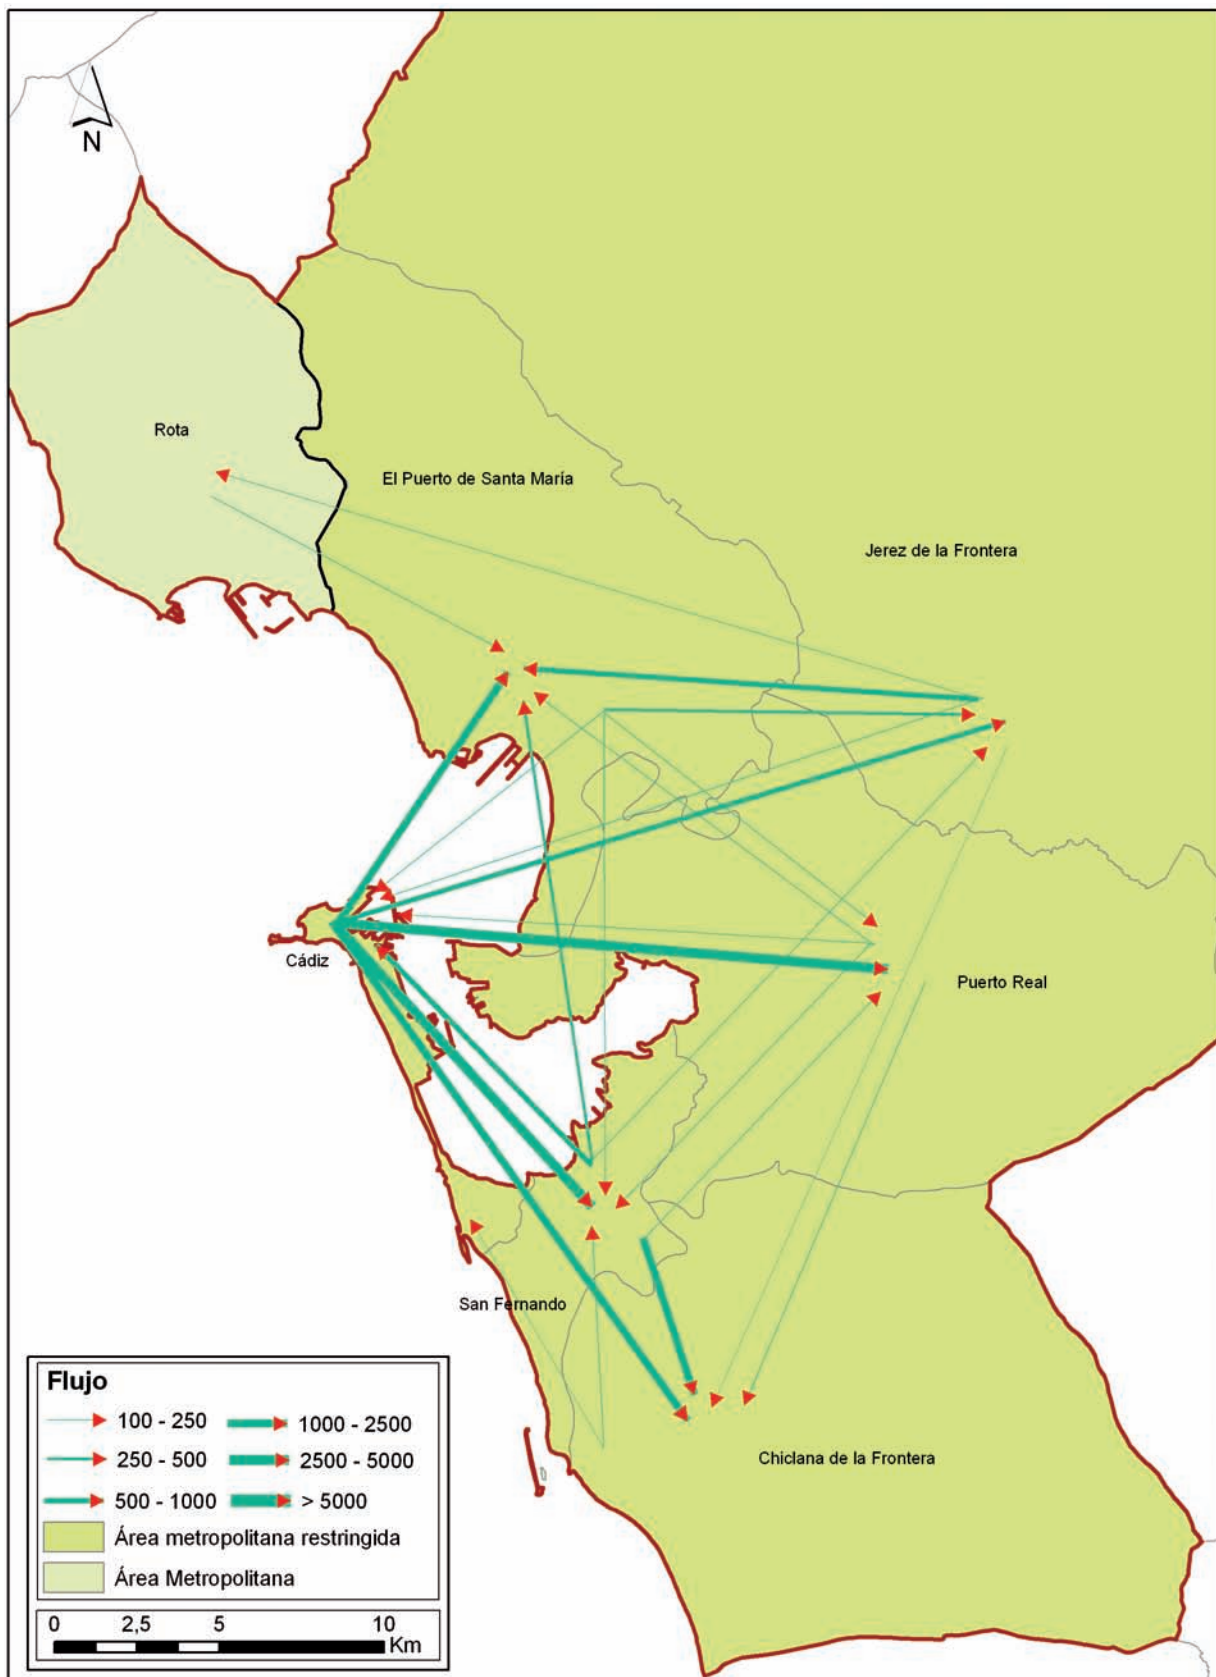 N
Rota
El Puerto de Santa María
Jerez de la Frontera
Cádiz
Puerto Real
San Fernando
Chiclana de la Frontera
Flujo
100 - 250
1000 - 2500
250 - 500
2500 - 5000
500 - 1000
> 5000
Área metropolitana restringida
Área Metropolitana
0 2,5 5 10
Km